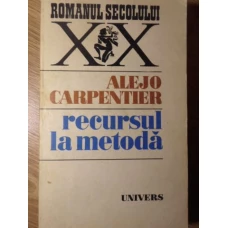 ROMANUL SECOLULUI
XX
ALEJO
CARPENTIER
recursul
la metodă
UNIVERS